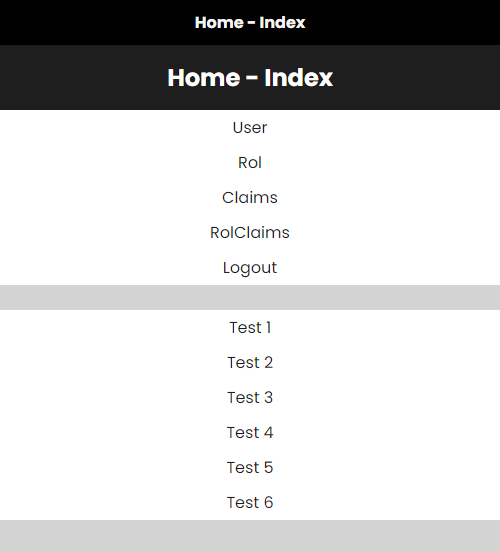 Home - Index
Home - Index
User
Rol
Claims
RolClaims
Logout
Test 1
Test 2
Test 3
Test 4
Test 5
Test 6